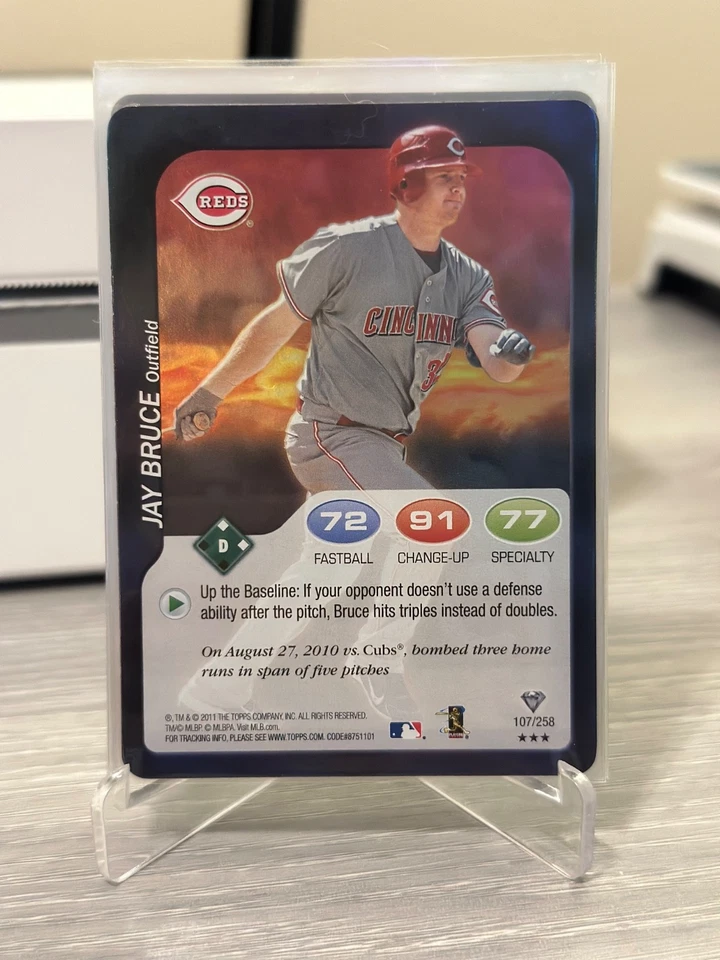 REDS
®
CINCINN
JAY BRUCE Outfield
72 91 77
FASTBALL CHANGE-UP SPECIALTY
D
Up the Baseline: If your opponent doesn't use a defense
ability after the pitch, Bruce hits triples instead of doubles.
On August 27, 2010 vs. Cubs®, bombed three home
runs in span of five pitches
®, TM & © 2011 THE TOPPS COMPANY, INC. ALL RIGHTS RESERVED.
TM/© MLBP. © MLBPA. Visit MLB.com.
FOR TRACKING INFO, PLEASE SEE WWW.TOPPS.COM. CODE#8751101
107/258
★★★